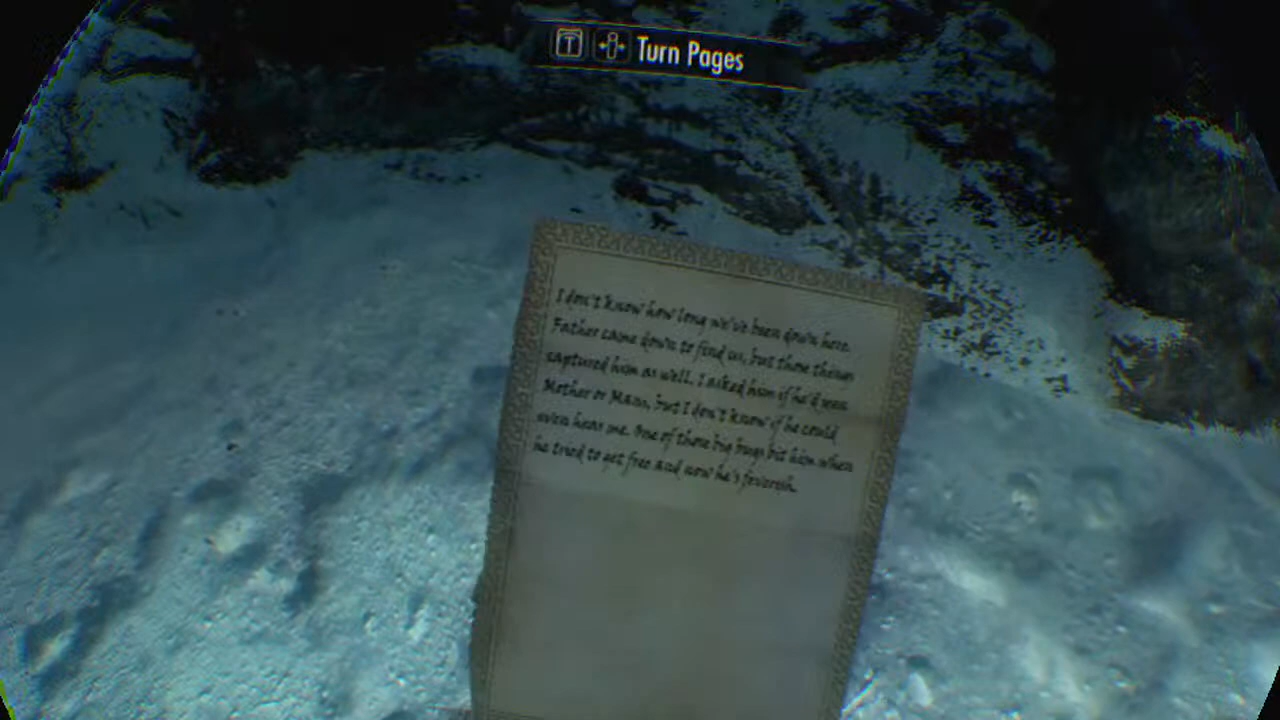 T Turn Pages
I don't know how long we've been down here.
Father came down to find us, but those things
captured him as well. I asked him if he'd seen
Mother or Mani, but I don't know if he could
even hear me. One of those big bugs bit him when
he tried to get free and now he's feverish.